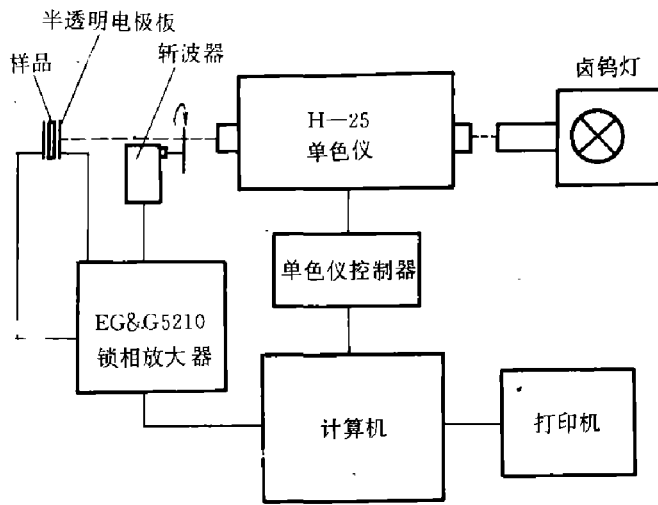 半透明电极板
样品
斩波器
卤钨灯
H—25
单色仪
单色仪控制器
EG&G5210
锁相放大器
计算机
打印机